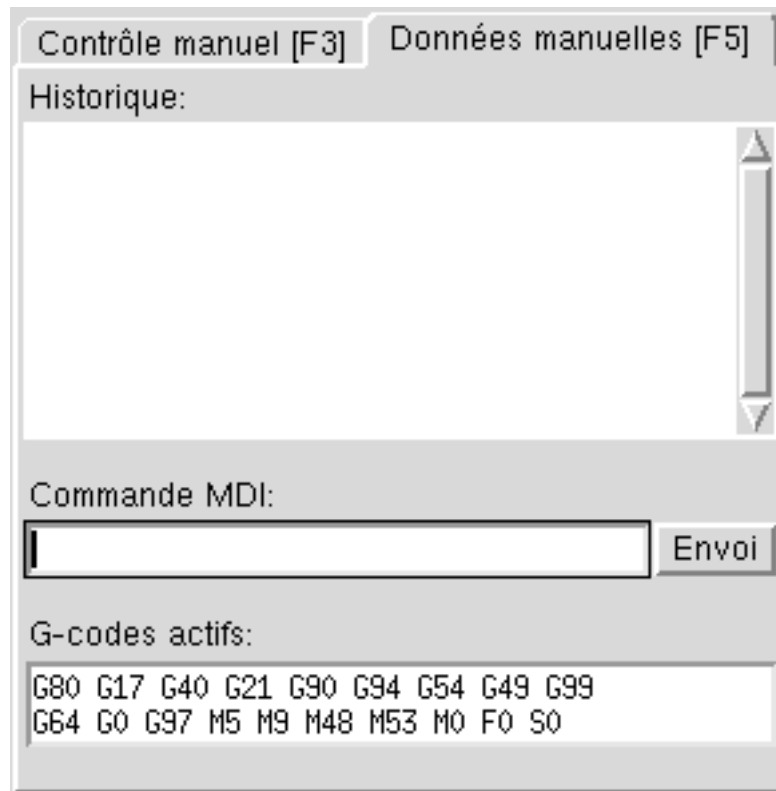 Contrôle manuel [F3] Données manuelles [F5]
Historique:
Commande MDI:
Envoi
G-codes actifs:
G80 G17 G40 G21 G90 G94 G54 G49 G99
G64 G0 G97 M5 M9 M48 M53 M0 F0 S0